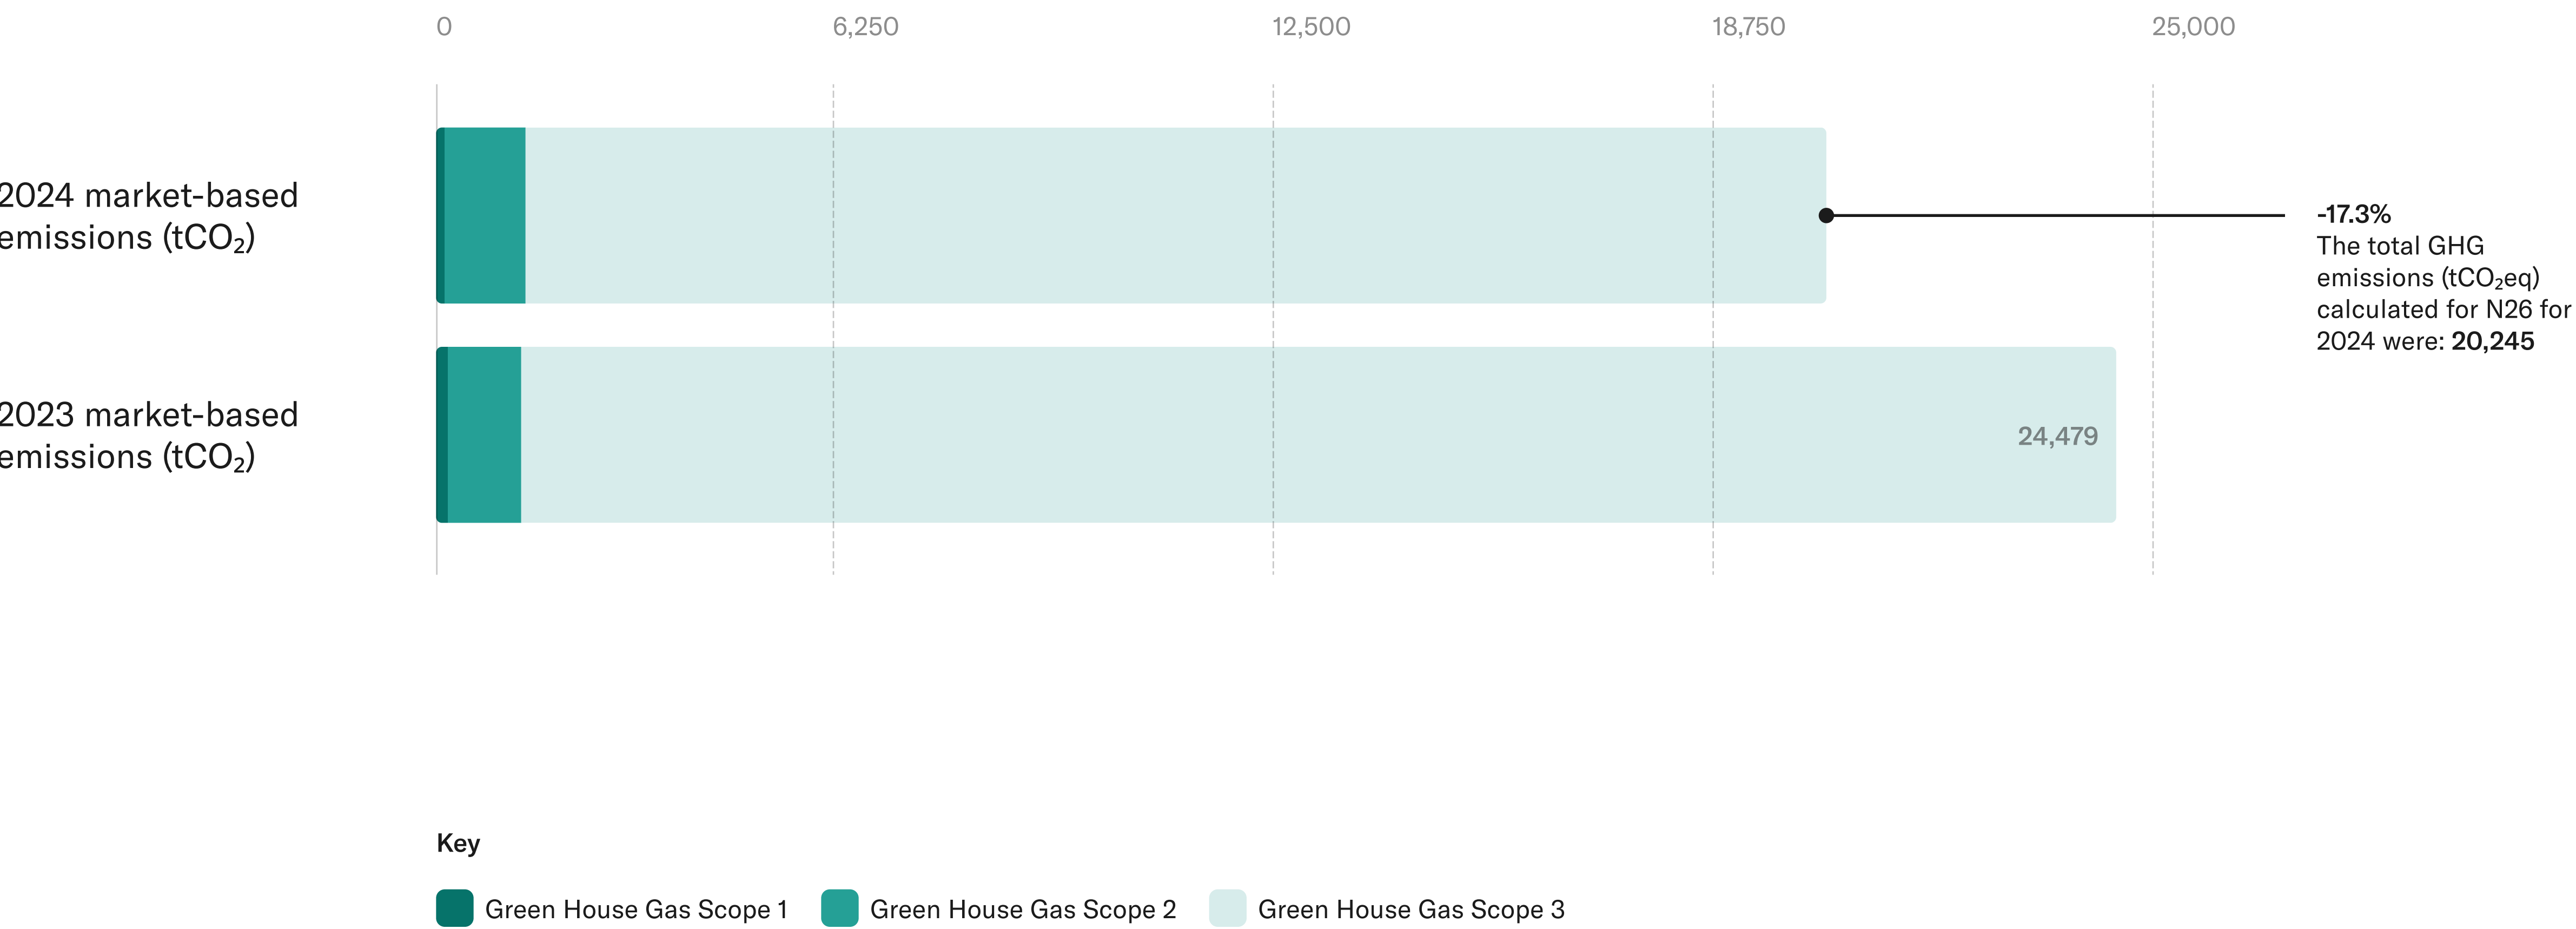 0
6,250
12,500
18,750
25,000
2024 market-based
emissions (tCO₂)
-17.3%
The total GHG
emissions (tCO₂eq)
calculated for N26 for
2024 were: 20,245
2023 market-based
emissions (tCO₂)
24,479
Key
Green House Gas Scope 1
Green House Gas Scope 2
Green House Gas Scope 3